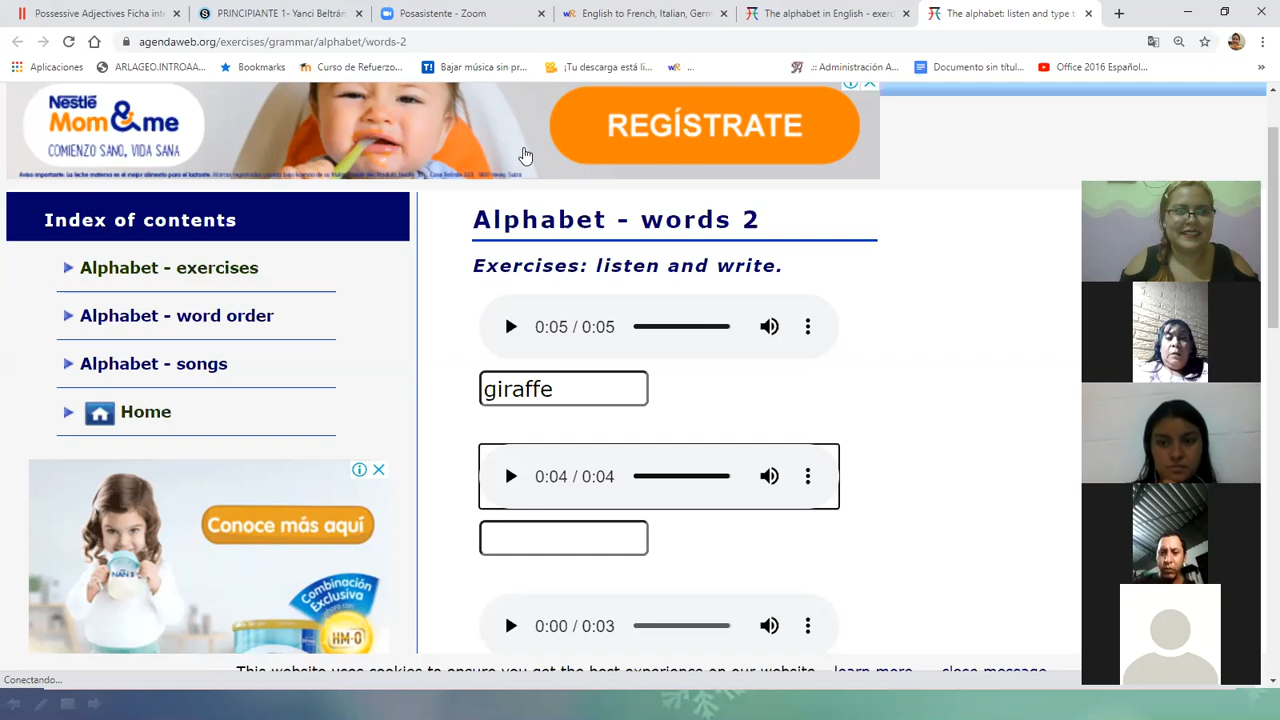 Possessive Adjectives Ficha int
PRINCIPIANTE 1- Yanci Beltrán
Posasistente - Zoom
English to French, Italian, Germ
The alphabet in English - exerci
The alphabet: listen and type t
agendaweb.org/exercises/grammar/alphabet/words-2
Aplicaciones
ARLAGEO.INTROAA...
Bookmarks
Curso de Refuerzo...
Bajar música sin pr...
¡Tu descarga está li...
...
.:: Administración A...
Documento sin títul...
Office 2016 Español...
Nestlé
Mom&me
COMIENZO SANO, VIDA SANA
REGÍSTRATE
Index of contents
Alphabet - exercises
Alphabet - word order
Alphabet - songs
Home
Conoce más aquí
NAN 3
Combinación
Exclusiva
HM-O
Alphabet - words 2
Exercises: listen and write.
0:05 / 0:05
giraffe
0:04 / 0:04
0:00 / 0:03
This website uses cookies to ensure you get the best experience on our website. learn more close message
Conectando...